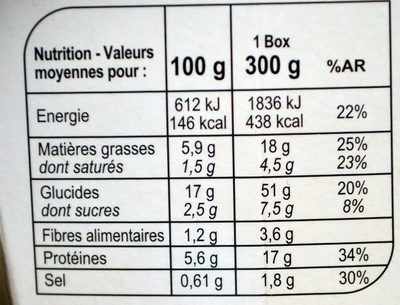 1 Box
Nutrition - Valeurs
moyennes pour : 100 g 300 g %AR
612 kJ 1836 kJ
Energie 146 kcal 438 kcal 22%
Matières grasses 5,9 g 18 g 25%
dont saturés 1,5 g 4,5 g 23%
Glucides 17 g 51 g 20%
dont sucres 2,5 g 7,5 g 8%
Fibres alimentaires 1,2 g 3,6 g
Protéines 5,6 g 17 g 34%
Sel 0,61 g 1,8 g 30%